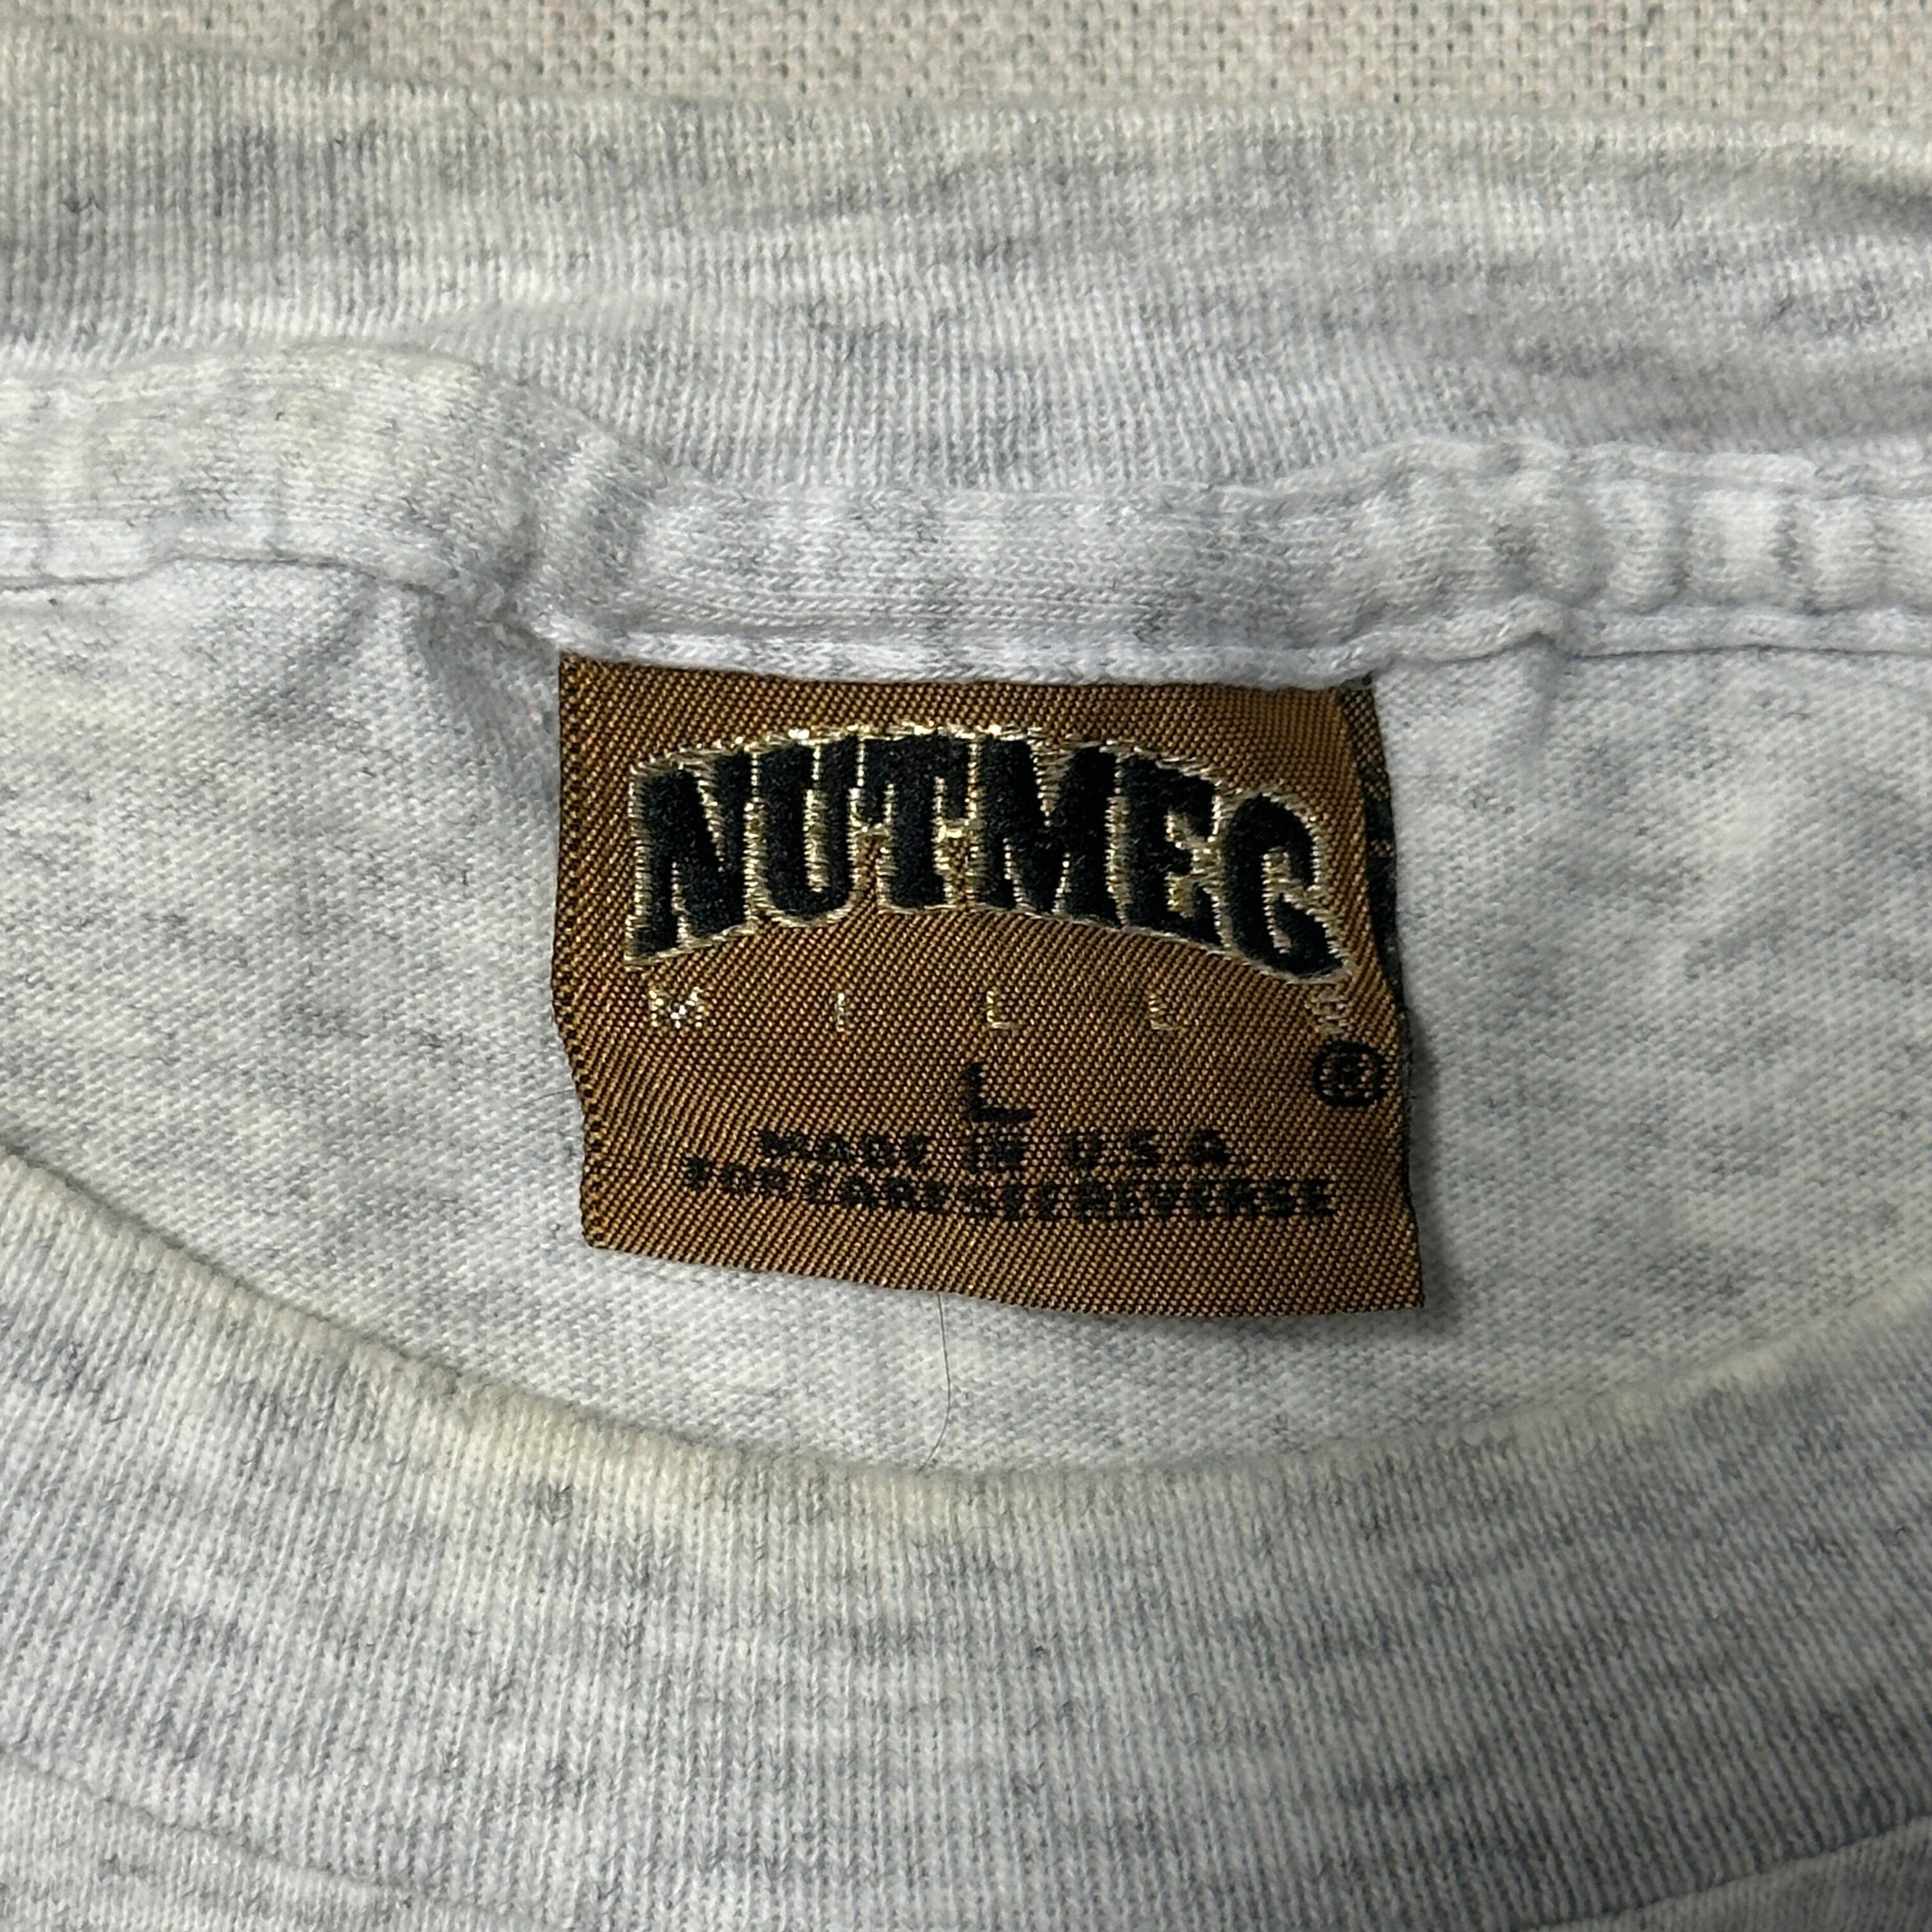 NUTMEG
MILLS
®
L
MADE IN U.S.A.
FOR CARE SEE REVERSE